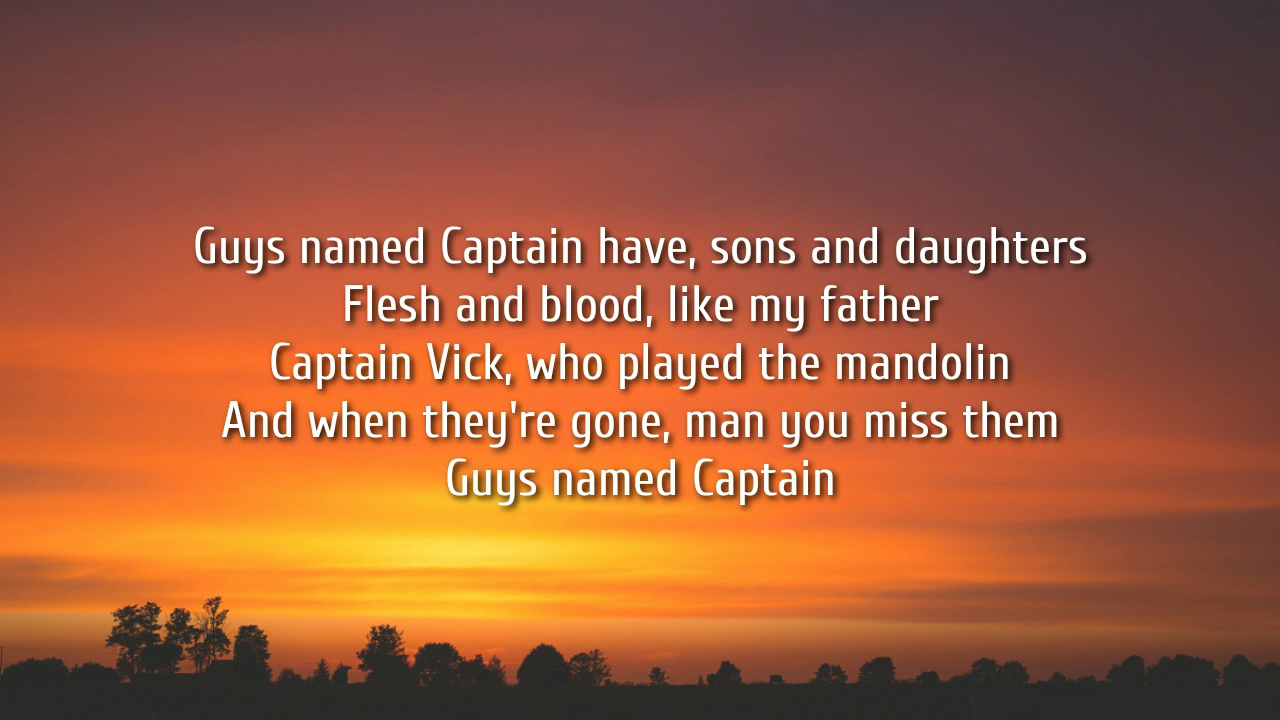 Guys named Captain have, sons and daughters
Flesh and blood, like my father
Captain Vick, who played the mandolin
And when they're gone, man you miss them
Guys named Captain